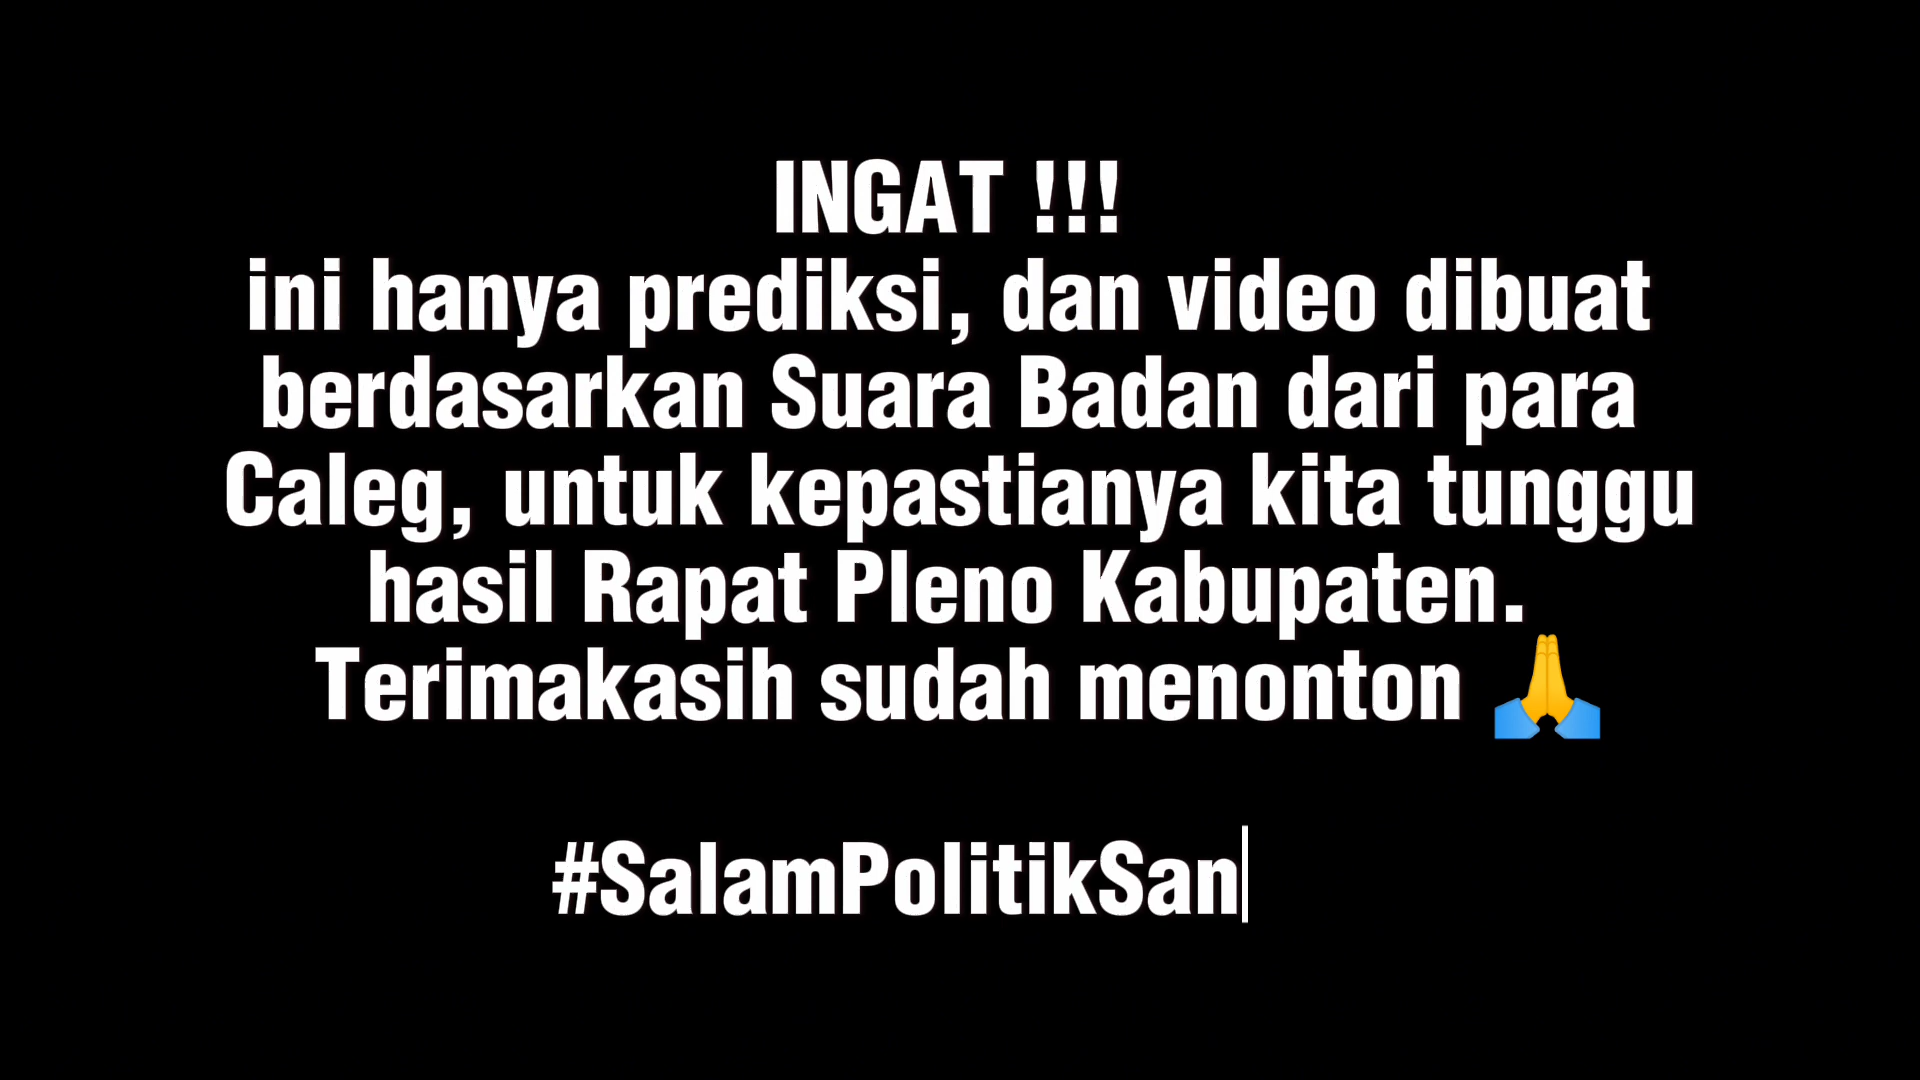 INGAT !!!
ini hanya prediksi, dan video dibuat
berdasarkan Suara Badan dari para
Caleg, untuk kepastianya kita tunggu
hasil Rapat Pleno Kabupaten.
Terimakasih sudah menonton 🙏
#SalamPolitikSan